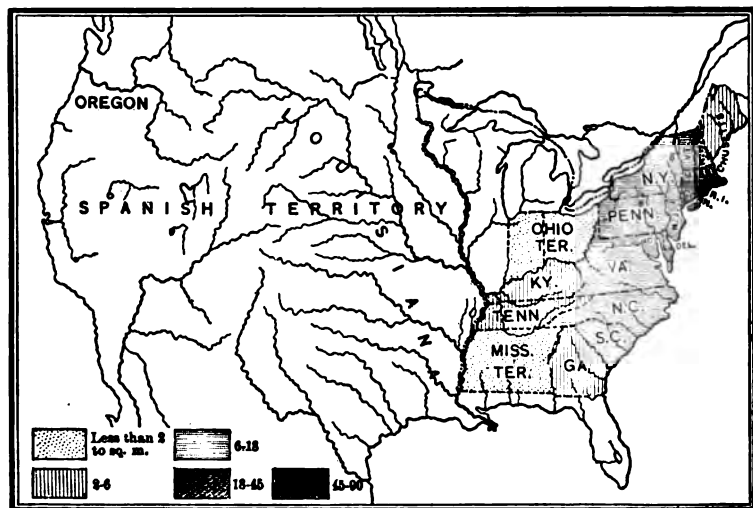 OREGON
SPANISH TERRITORY
L O U I S I A N A
N.Y.
PENN.
OHIO
TER.
VA.
KY.
TENN.
N.C.
S.C.
MISS.
TER.
GA.
R.I.
Less than 2
to sq. m.
6-18
2-6
18-45
45-90